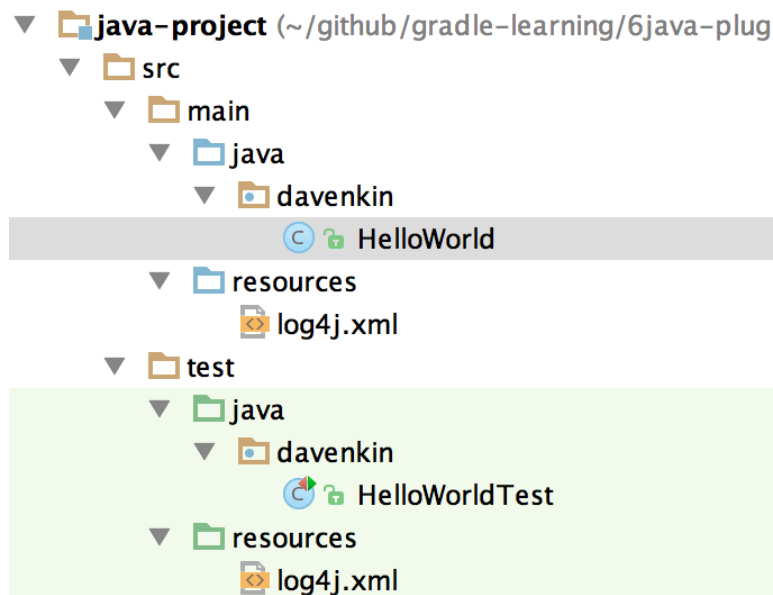 java-project (~/github/gradle-learning/6java-plug
src
main
java
davenkin
C HelloWorld
resources
<> log4j.xml
test
java
davenkin
C HelloWorldTest
resources
<> log4j.xml